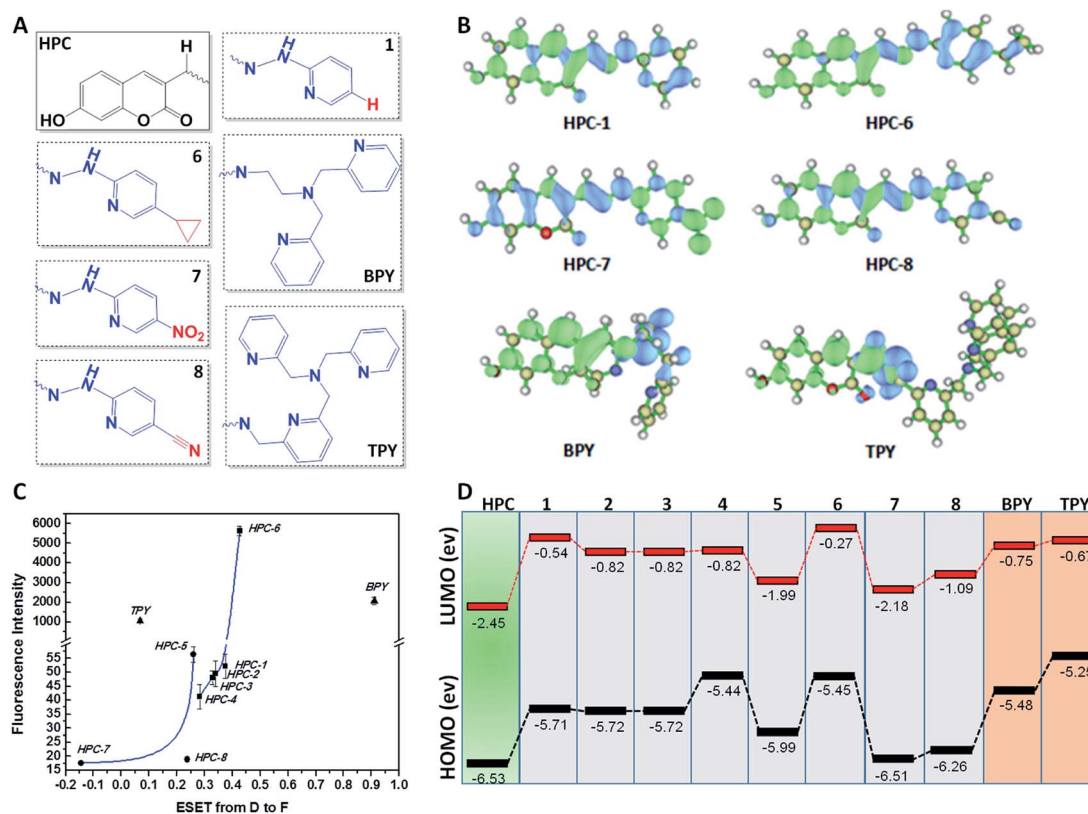 A
HPC
H
HO
O
O
1
N
H
N
N
H
6
H
N
N
N
BPY
N
N
N
N
7
H
N
N
N
NO2
8
H
N
N
N
N
TPY
N
N
N
N
N
B
HPC-1
HPC-6
HPC-7
HPC-8
BPY
TPY
C
Fluorescence Intensity
6000
5000
4000
3000
2000
1000
55
50
45
40
35
30
25
20
15
HPC-6
TPY
BPY
HPC-5
HPC-1
HPC-2
HPC-3
HPC-4
HPC-7
HPC-8
-0.2 -0.1 0.0 0.1 0.2 0.3 0.4 0.5 0.6 0.7 0.8 0.9 1.0
ESET from D to F
D
HPC 1 2 3 4 5 6 7 8 BPY TPY
LUMO (ev)
-2.45 -0.54 -0.82 -0.82 -0.82 -1.99 -0.27 -2.18 -1.09 -0.75 -0.67
HOMO (ev)
-6.53 -5.71 -5.72 -5.72 -5.44 -5.99 -5.45 -6.51 -6.26 -5.48 -5.25